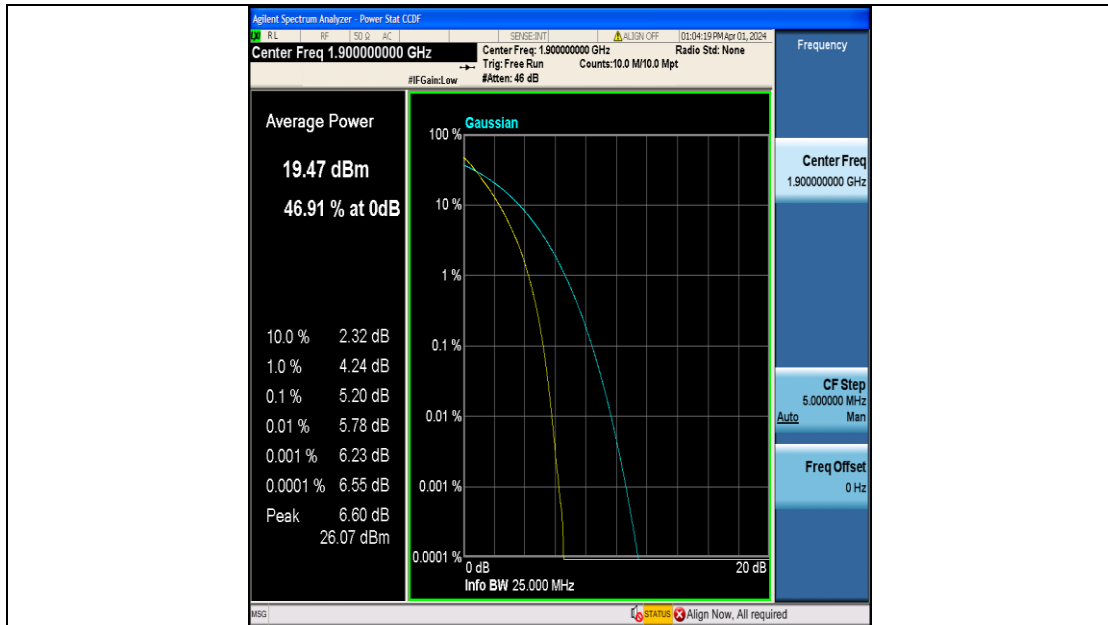 Agilent Spectrum Analyzer - Power Stat CCDF
RL RF 50 Ω AC SENSE:INT ALIGN OFF 01:04:19 PM Apr 01, 2024
Center Freq 1.900000000 GHz
Center Freq: 1.900000000 GHz Radio Std: None
Trig: Free Run Counts:10.0 M/10.0 Mpt
#IFGain:Low #Atten: 46 dB
Frequency
Average Power
19.47 dBm
46.91 % at 0dB
10.0 % 2.32 dB
1.0 % 4.24 dB
0.1 % 5.20 dB
0.01 % 5.78 dB
0.001 % 6.23 dB
0.0001 % 6.55 dB
Peak 6.60 dB
26.07 dBm
Gaussian
100 %
10 %
1 %
0.1 %
0.01 %
0.001 %
0.0001 %
0 dB 20 dB
Info BW 25.000 MHz
Center Freq
1.900000000 GHz
CF Step
5.000000 MHz
Auto Man
Freq Offset
0 Hz
MSG STATUS Align Now, All required